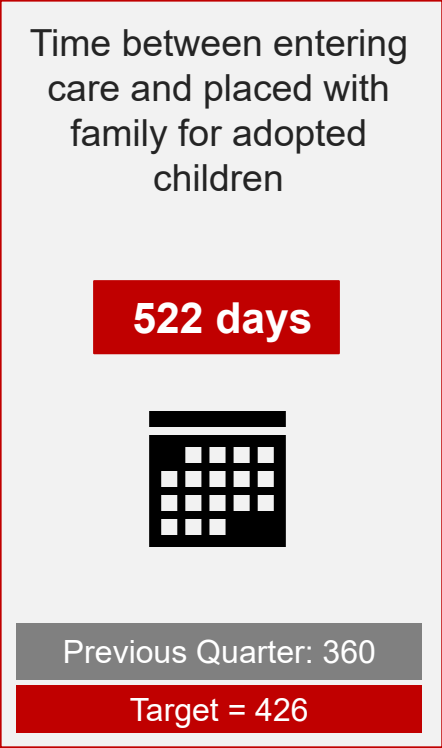 Time between entering
care and placed with
family for adopted
children
522 days
Previous Quarter: 360
Target = 426